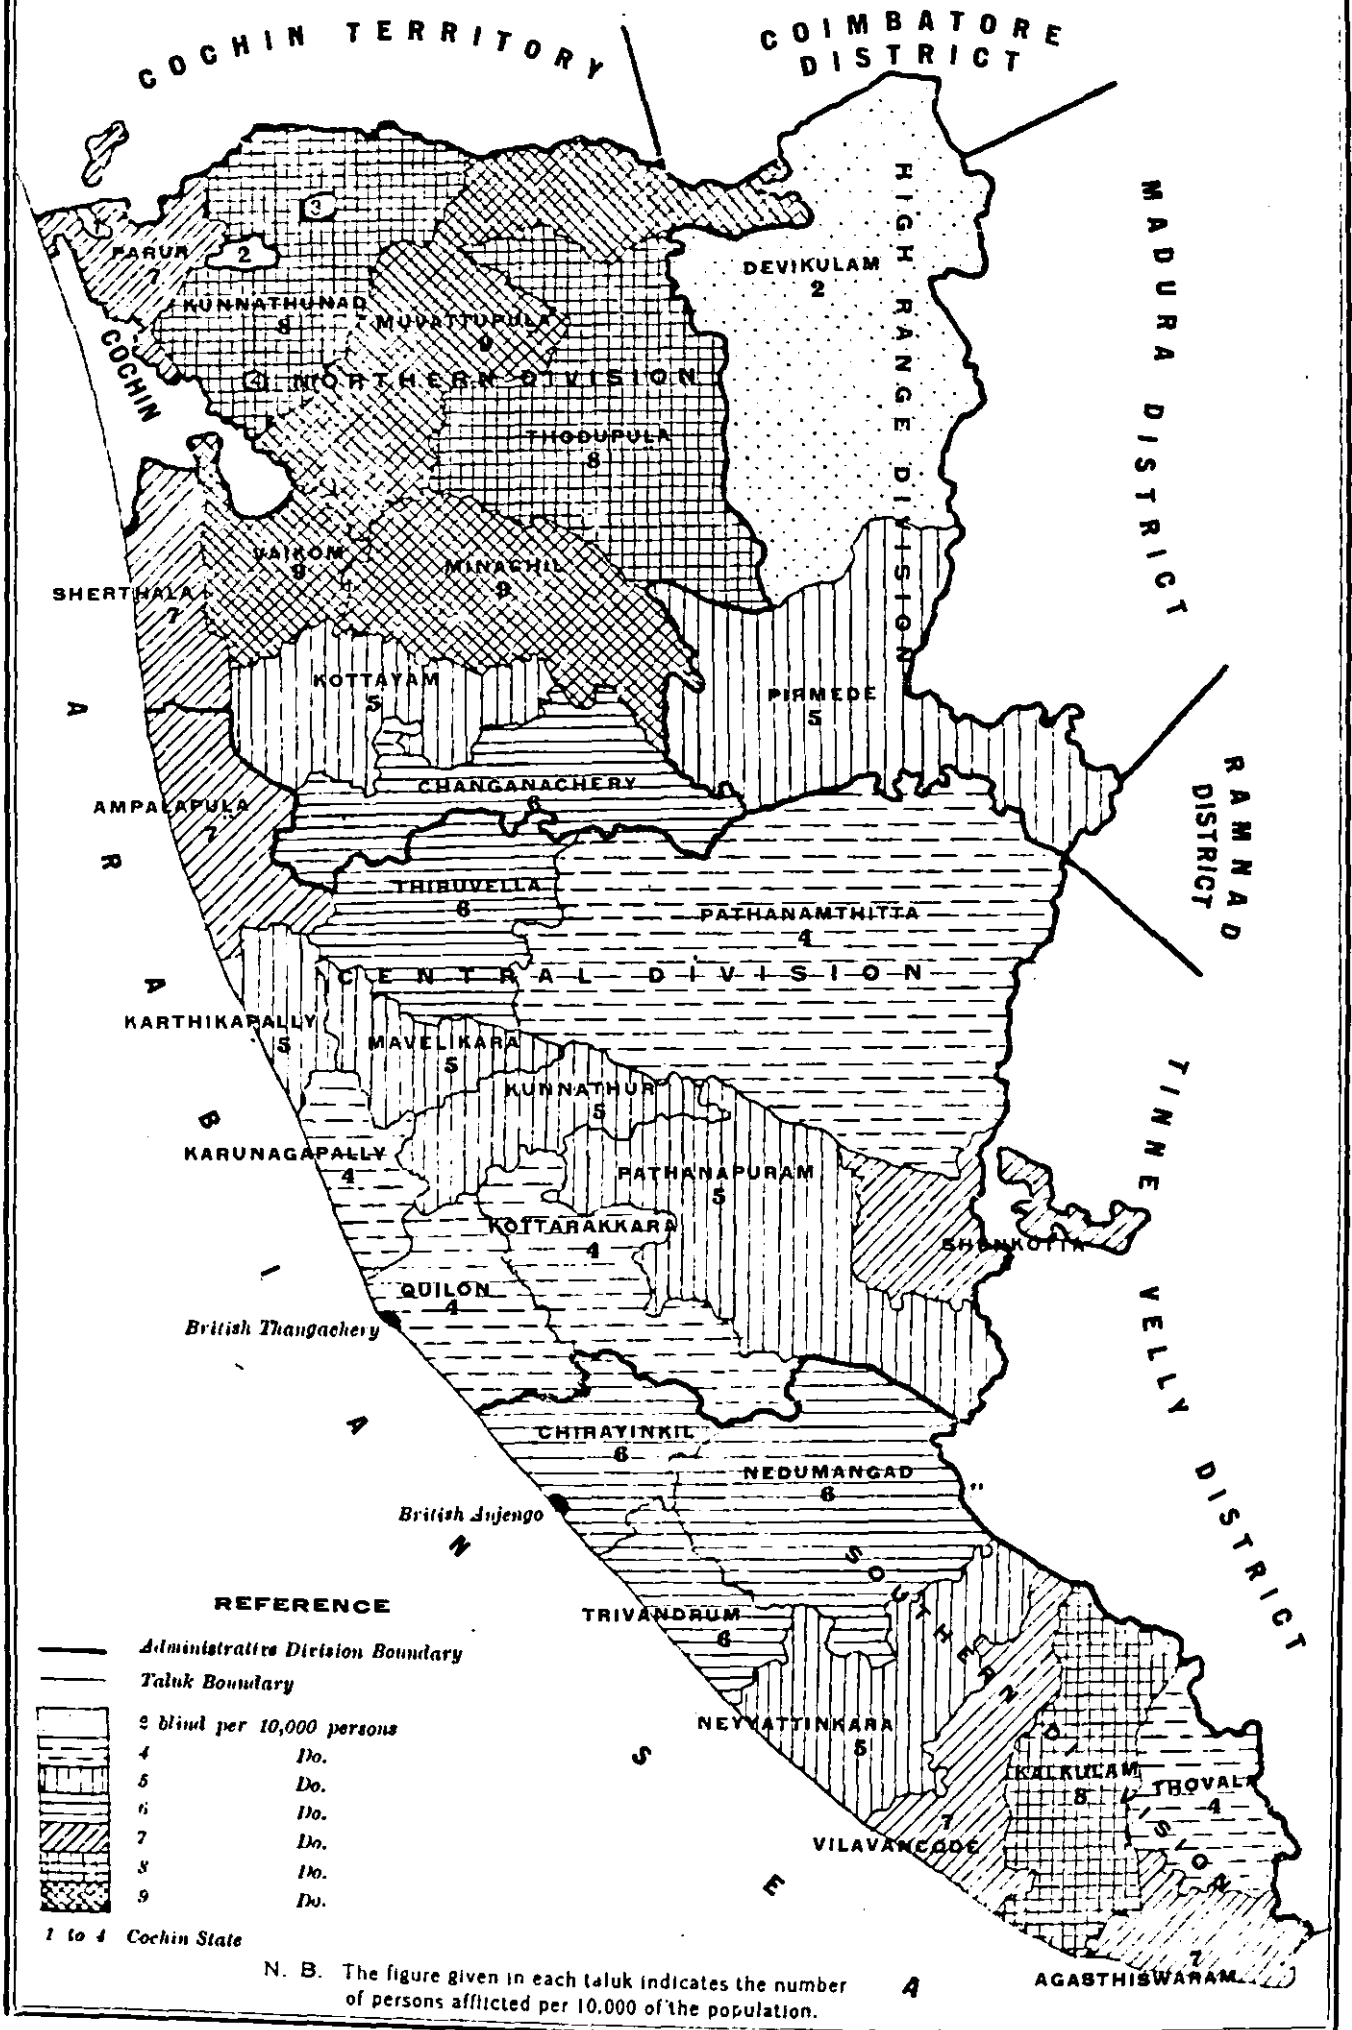 COCHIN TERRITORY
COIMBATORE
DISTRICT
HIGH RANGE DIVISION
MADURA DISTRICT
3
PARUR
7
2
1
DEVIKULAM
2
KUNNATHUNAD
8
MUVATTUPULA
9
COCHIN
4
NORTHERN DIVISION
THODUPULA
8
VAIKOM
9
MINACHIL
9
SHERTHALA
7
KOTTAYAM
5
PIRMEDE
5
RAMNAD
DISTRICT
CHANGANACHERY
6
AMPALAPULA
7
THIRUVELLA
6
PATHANAMTHITTA
4
CENTRAL DIVISION
KARTHIKAPALLY
5
MAVELIKARA
5
KUNNATHUR
5
TINNEVELLY DISTRICT
KARUNAGAPALLY
4
PATHANAPURAM
5
KOTTARAKKARA
4
SHENKOTTA
QUILON
4
British Thangachery
CHIRAYINKIL
6
NEDUMANGAD
6
British Anjengo
ARABIAN SEA
SOUTHERN DIVISION
TRIVANDRUM
6
NEYYATTINKARA
5
KALKULAM
8
THOVALA
4
7
VILAVANCODE
7
AGASTHISWARAM
REFERENCE
Administrative Division Boundary
Taluk Boundary
2 blind per 10,000 persons
4 Do.
5 Do.
6 Do.
7 Do.
8 Do.
9 Do.
1 to 4 Cochin State
N. B. The figure given in each taluk indicates the number
of persons afflicted per 10,000 of the population.